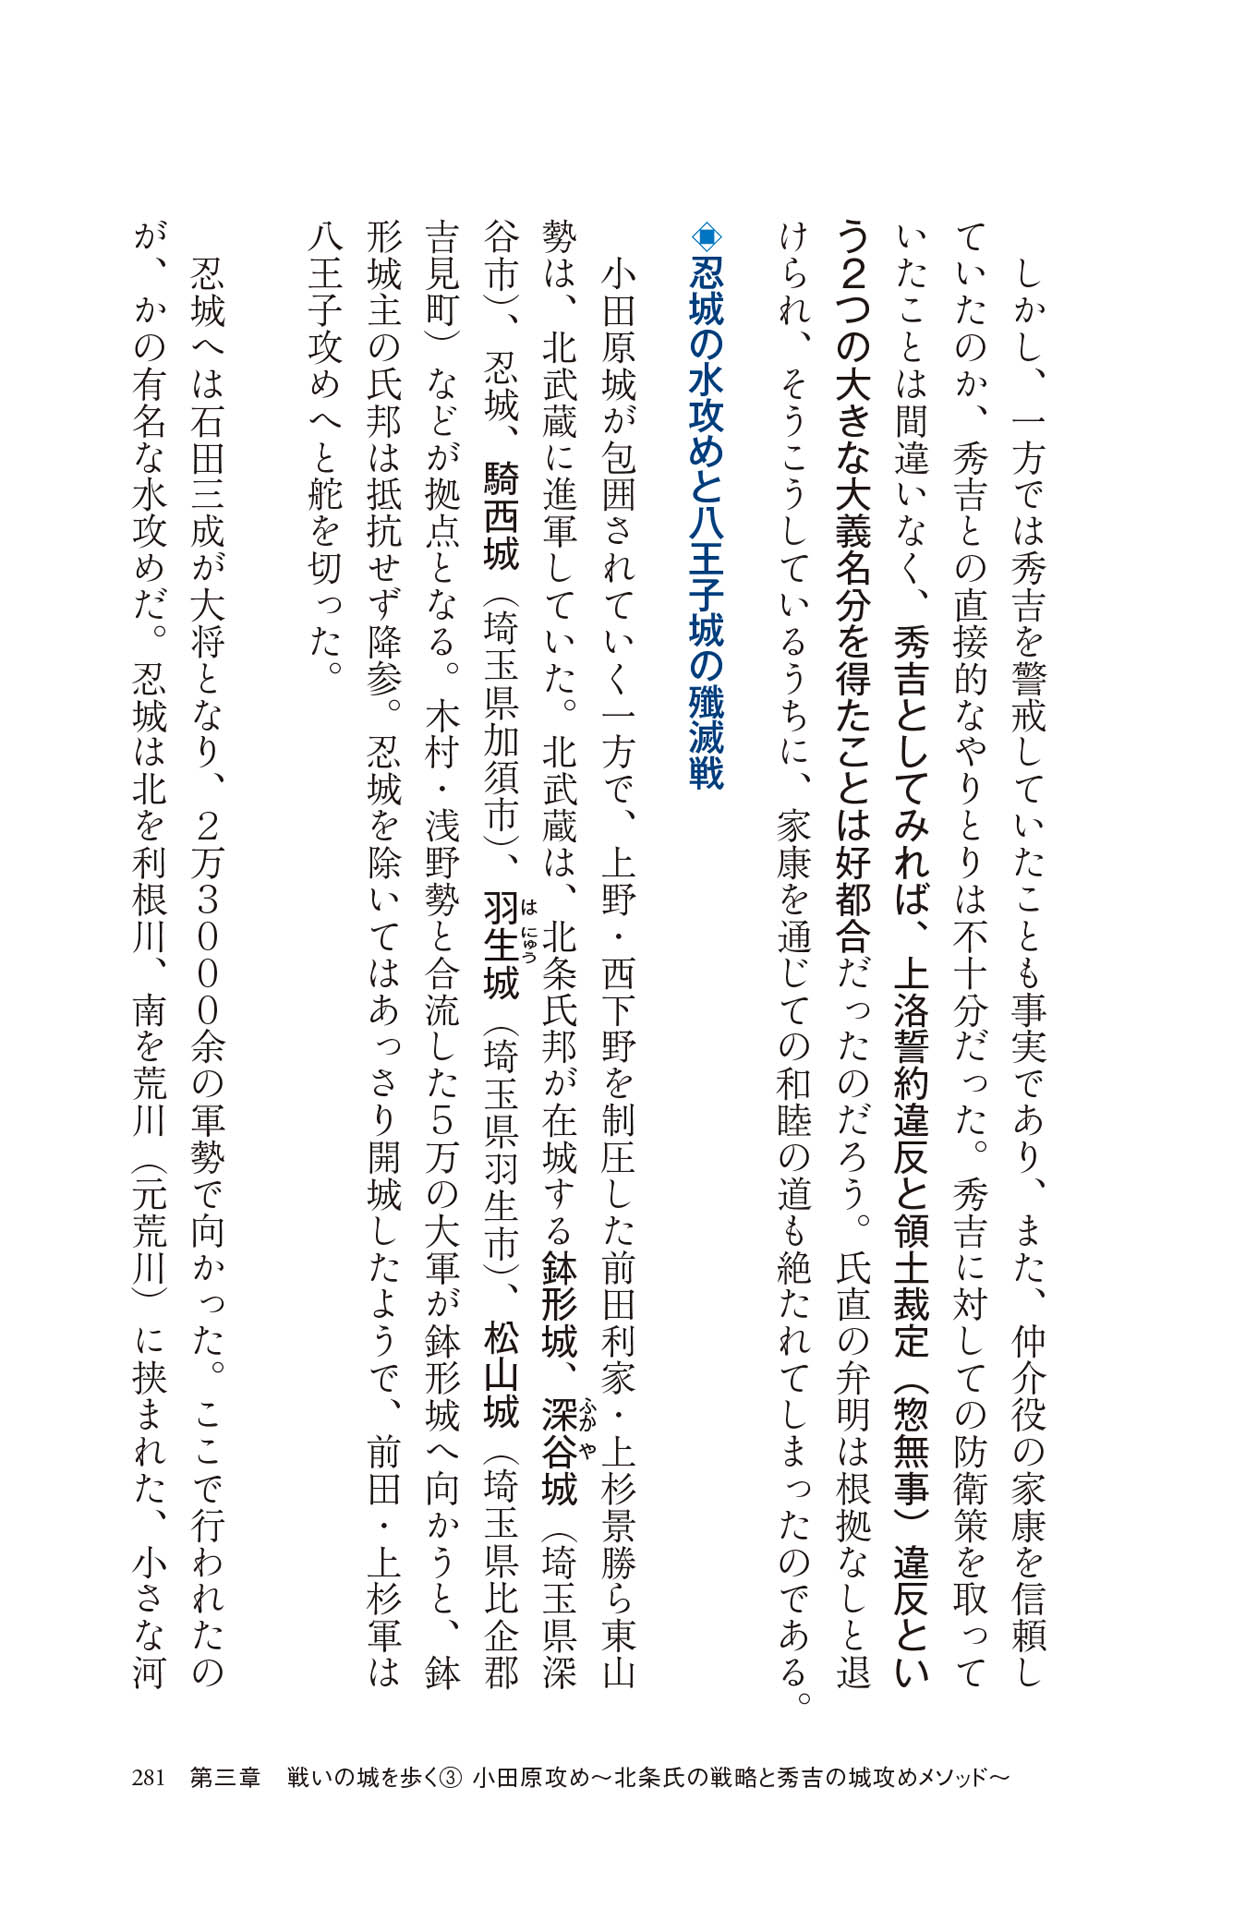 しかし、一方では秀吉を警戒していたことも事実であり、また、仲介役の家康を信頼し
ていたのか、秀吉との直接的なやりとりは不十分だった。秀吉に対しての防衛策を取って
いたことは間違いなく、秀吉としてみれば、上洛誓約違反と領土裁定（惣無事）違反とい
う2つの大きな大義名分を得たことは好都合だったのだろう。氏直の弁明は根拠なしと退
けられ、そうこうしているうちに、家康を通じての和睦の道も絶たれてしまったのである。
◈忍城の水攻めと八王子城の殲滅戦
小田原城が包囲されていく一方で、上野・西下野を制圧した前田利家・上杉景勝ら東山
勢は、北武蔵に進軍していた。北武蔵は、北条氏邦が在城する鉢形城、深谷城（埼玉県深
ふかや
谷市）、忍城、騎西城（埼玉県加須市）、羽生城（埼玉県羽生市）、松山城（埼玉県比企郡
はにゅう
吉見町）などが拠点となる。木村・浅野勢と合流した5万の大軍が鉢形城へ向かうと、鉢
形城主の氏邦は抵抗せず降参。忍城を除いてはあっさり開城したようで、前田・上杉軍は
八王子攻めへと舵を切った。
忍城へは石田三成が大将となり、2万3000余の軍勢で向かった。ここで行われたの
が、かの有名な水攻めだ。忍城は北を利根川、南を荒川（元荒川）に挟まれた、小さな河
281 第三章 戦いの城を歩く③ 小田原攻め～北条氏の戦略と秀吉の城攻めメソッド～